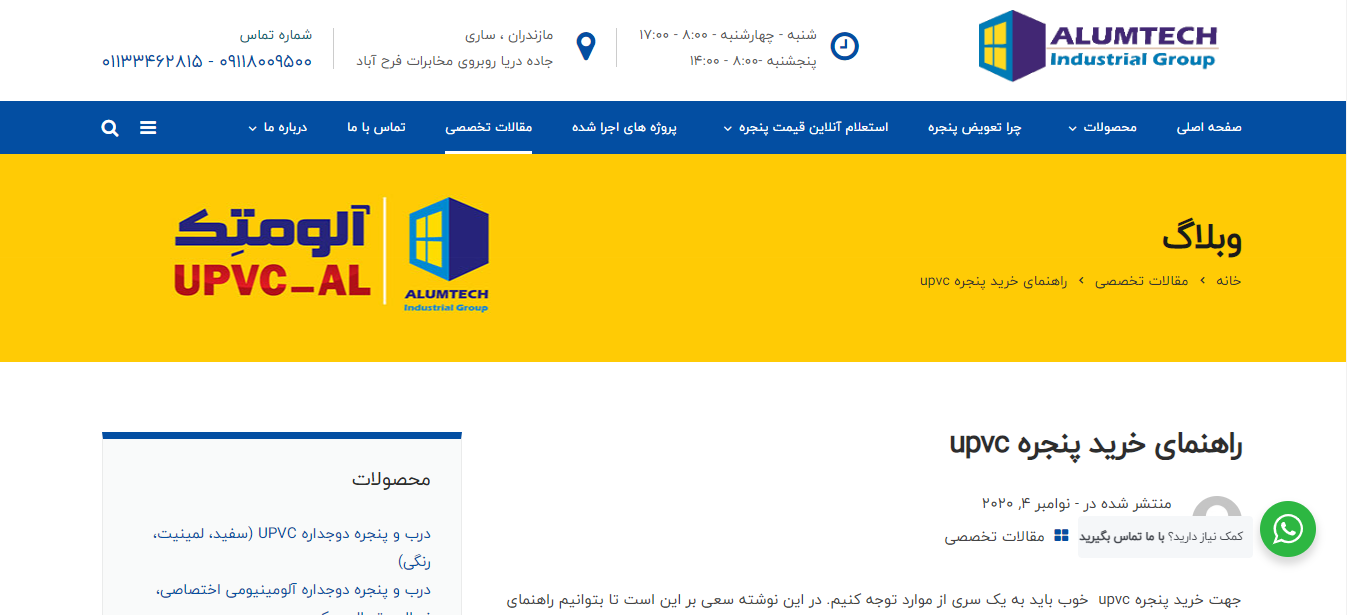 ALUMTECH
Industrial Group
شنبه - چهارشنبه - ۸:۰۰ - ۱۷:۰۰
پنجشنبه -۸:۰۰ - ۱۴:۰۰
مازندران ، ساری
جاده دریا روبروی مخابرات فرح آباد
شماره تماس
۰۹۱۱۸۰۰۹۵۰۰ - ۰۱۱۳۳۴۶۲۸۱۵
صفحه اصلی
محصولات
چرا تعویض پنجره
استعلام آنلاین قیمت پنجره
پروژه های اجرا شده
مقالات تخصصی
تماس با ما
درباره ما
وبلاگ
خانه › مقالات تخصصی › راهنمای خرید پنجره upvc
ALUMTECH
Industrial Group
آلومتِک
UPVC_AL
راهنمای خرید پنجره upvc
منتشر شده در - نوامبر ۴, ۲۰۲۰
مقالات تخصصی
کمک نیاز دارید؟ با ما تماس بگیرید
جهت خرید پنجره upvc خوب باید به یک سری از موارد توجه کنیم. در این نوشته سعی بر این است تا بتوانیم راهنمای
محصولات
درب و پنجره دوجداره UPVC (سفید، لمینیت،
رنگی)
درب و پنجره دوجداره آلومینیومی اختصاصی،